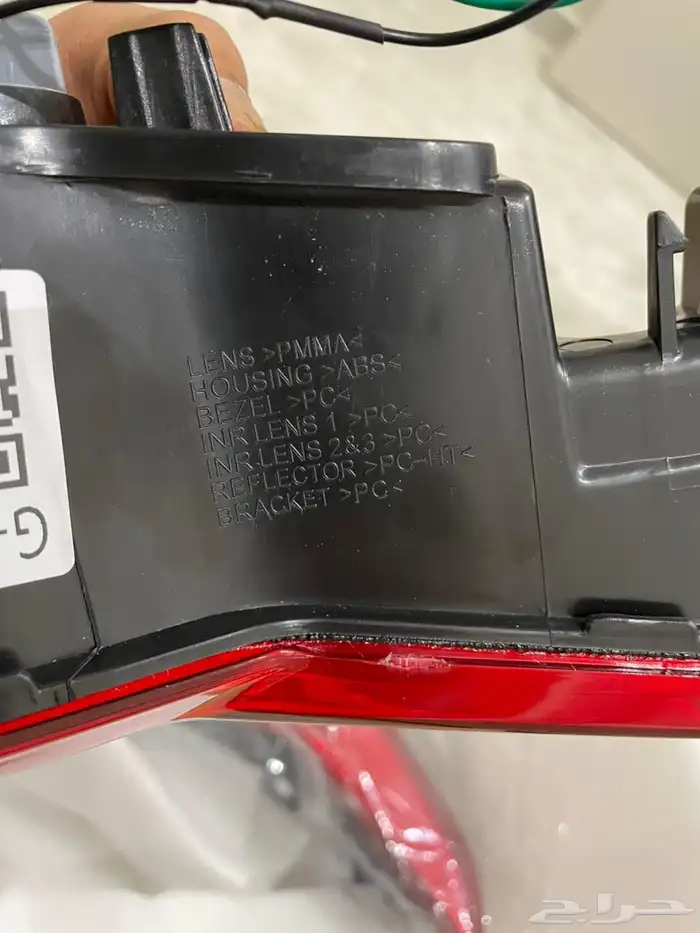 LENS >PMMA<
HOUSING >ABS<
BEZEL >PC<
INR.LENS 1 >PC<
INR.LENS 2&3 >PC<
REFLECTOR >PC-HT<
BRACKET >PC<
G
حراج